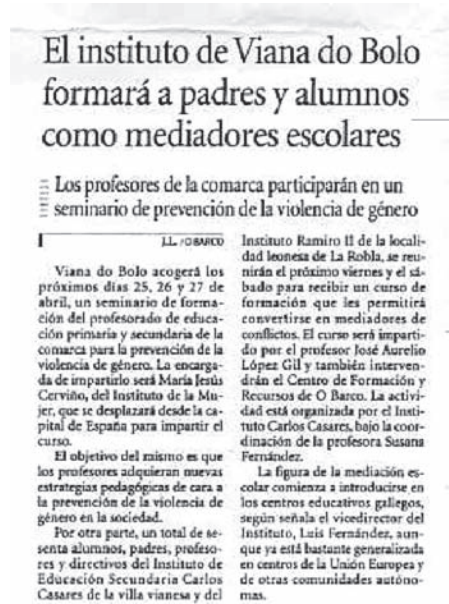 El instituto de Viana do Bolo
formará a padres y alumnos
como mediadores escolares
Los profesores de la comarca participarán en un
seminario de prevención de la violencia de género
J.L. / O BARCO
Viana do Bolo acogerá los
próximos días 25, 26 y 27 de
abril, un seminario de forma-
ción del profesorado de educa-
ción primaria y secundaria de la
comarca para la prevención de la
violencia de género. La encarga-
da de impartirlo será María Jesús
Cerviño, del Instituto de la Mu-
jer, que se desplazará desde la ca-
pital de España para impartir el
curso.
El objetivo del mismo es que
los profesores adquieran nuevas
estrategias pedagógicas de cara a
la prevención de la violencia de
género en la sociedad.
Por otra parte, un total de se-
senta alumnos, padres, profeso-
res y directivos del Instituto de
Educación Secundaria Carlos
Casares de la villa vianesa y del
Instituto Ramiro II de la locali-
dad leonesa de La Robla, se reu-
nirán el próximo viernes y el sá-
bado para recibir un curso de
formación que les permitirá
convertirse en mediadores de
conflictos. El curso será imparti-
do por el profesor José Aurelio
López Gil y también interven-
drán el Centro de Formación y
Recursos de O Barco. La activi-
dad está organizada por el Insti-
tuto Carlos Casares, bajo la coor-
dinación de la profesora Susana
Fernández.
La figura de la mediación es-
colar comienza a introducirse en
los centros educativos gallegos,
según señala el vicedirector del
Instituto, Luis Fernández, aun-
que ya está bastante generalizada
en centros de la Unión Europea y
de otras comunidades autóno-
mas.